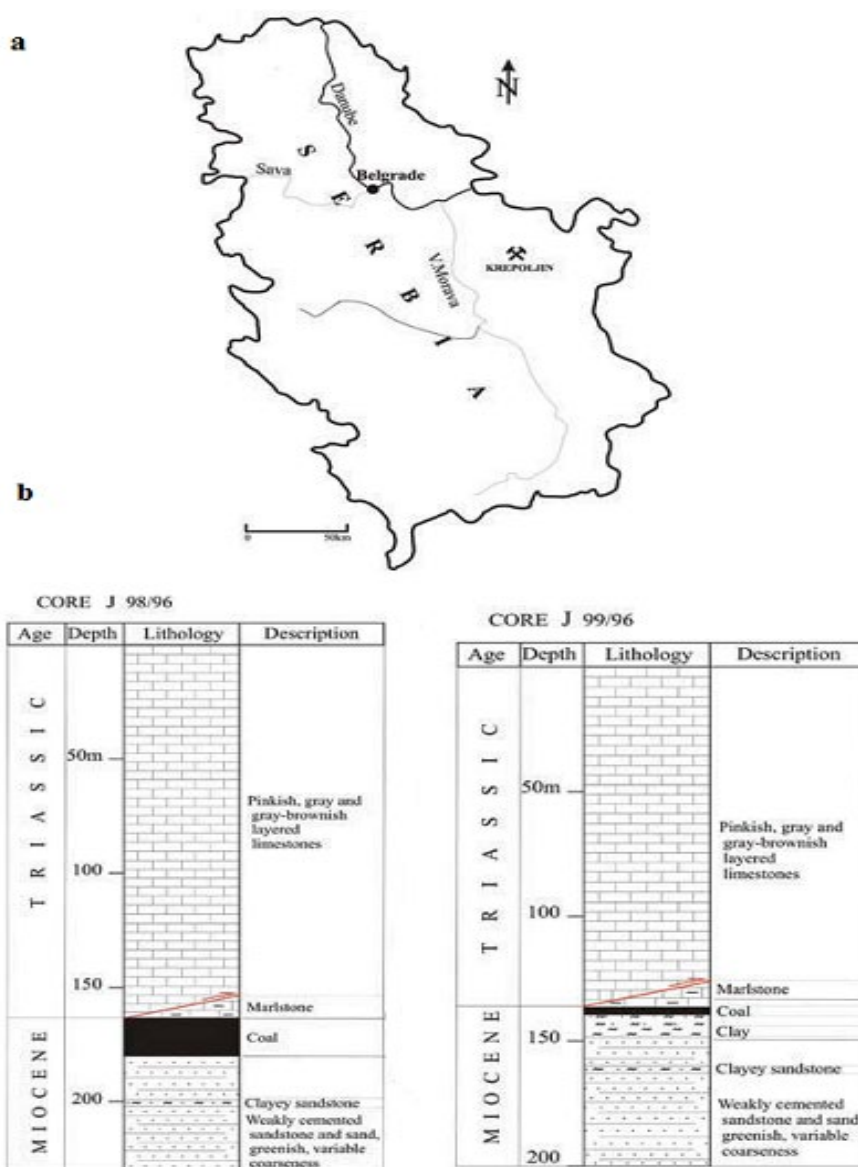 a
N
Danube
S E R B I A
Sava
Belgrade
V.Morava
KREPOLJIN
b
0 50km
CORE J 98/96
Age Depth Lithology Description
TRIASSIC
50m
Pinkish, gray and
gray-brownish
layered
limestones
100
150
Marlstone
MIOCENE
Coal
200
Clayey sandstone
Weakly cemented
sandstone and sand,
greenish, variable
coarseness
CORE J 99/96
Age Depth Lithology Description
TRIASSIC
50m
Pinkish, gray and
gray-brownish
layered
limestones
100
Marlstone
MIOCENE
Coal
150
Clay
Clayey sandstone
Weakly cemented
sandstone and sand,
greenish, variable
coarseness
200